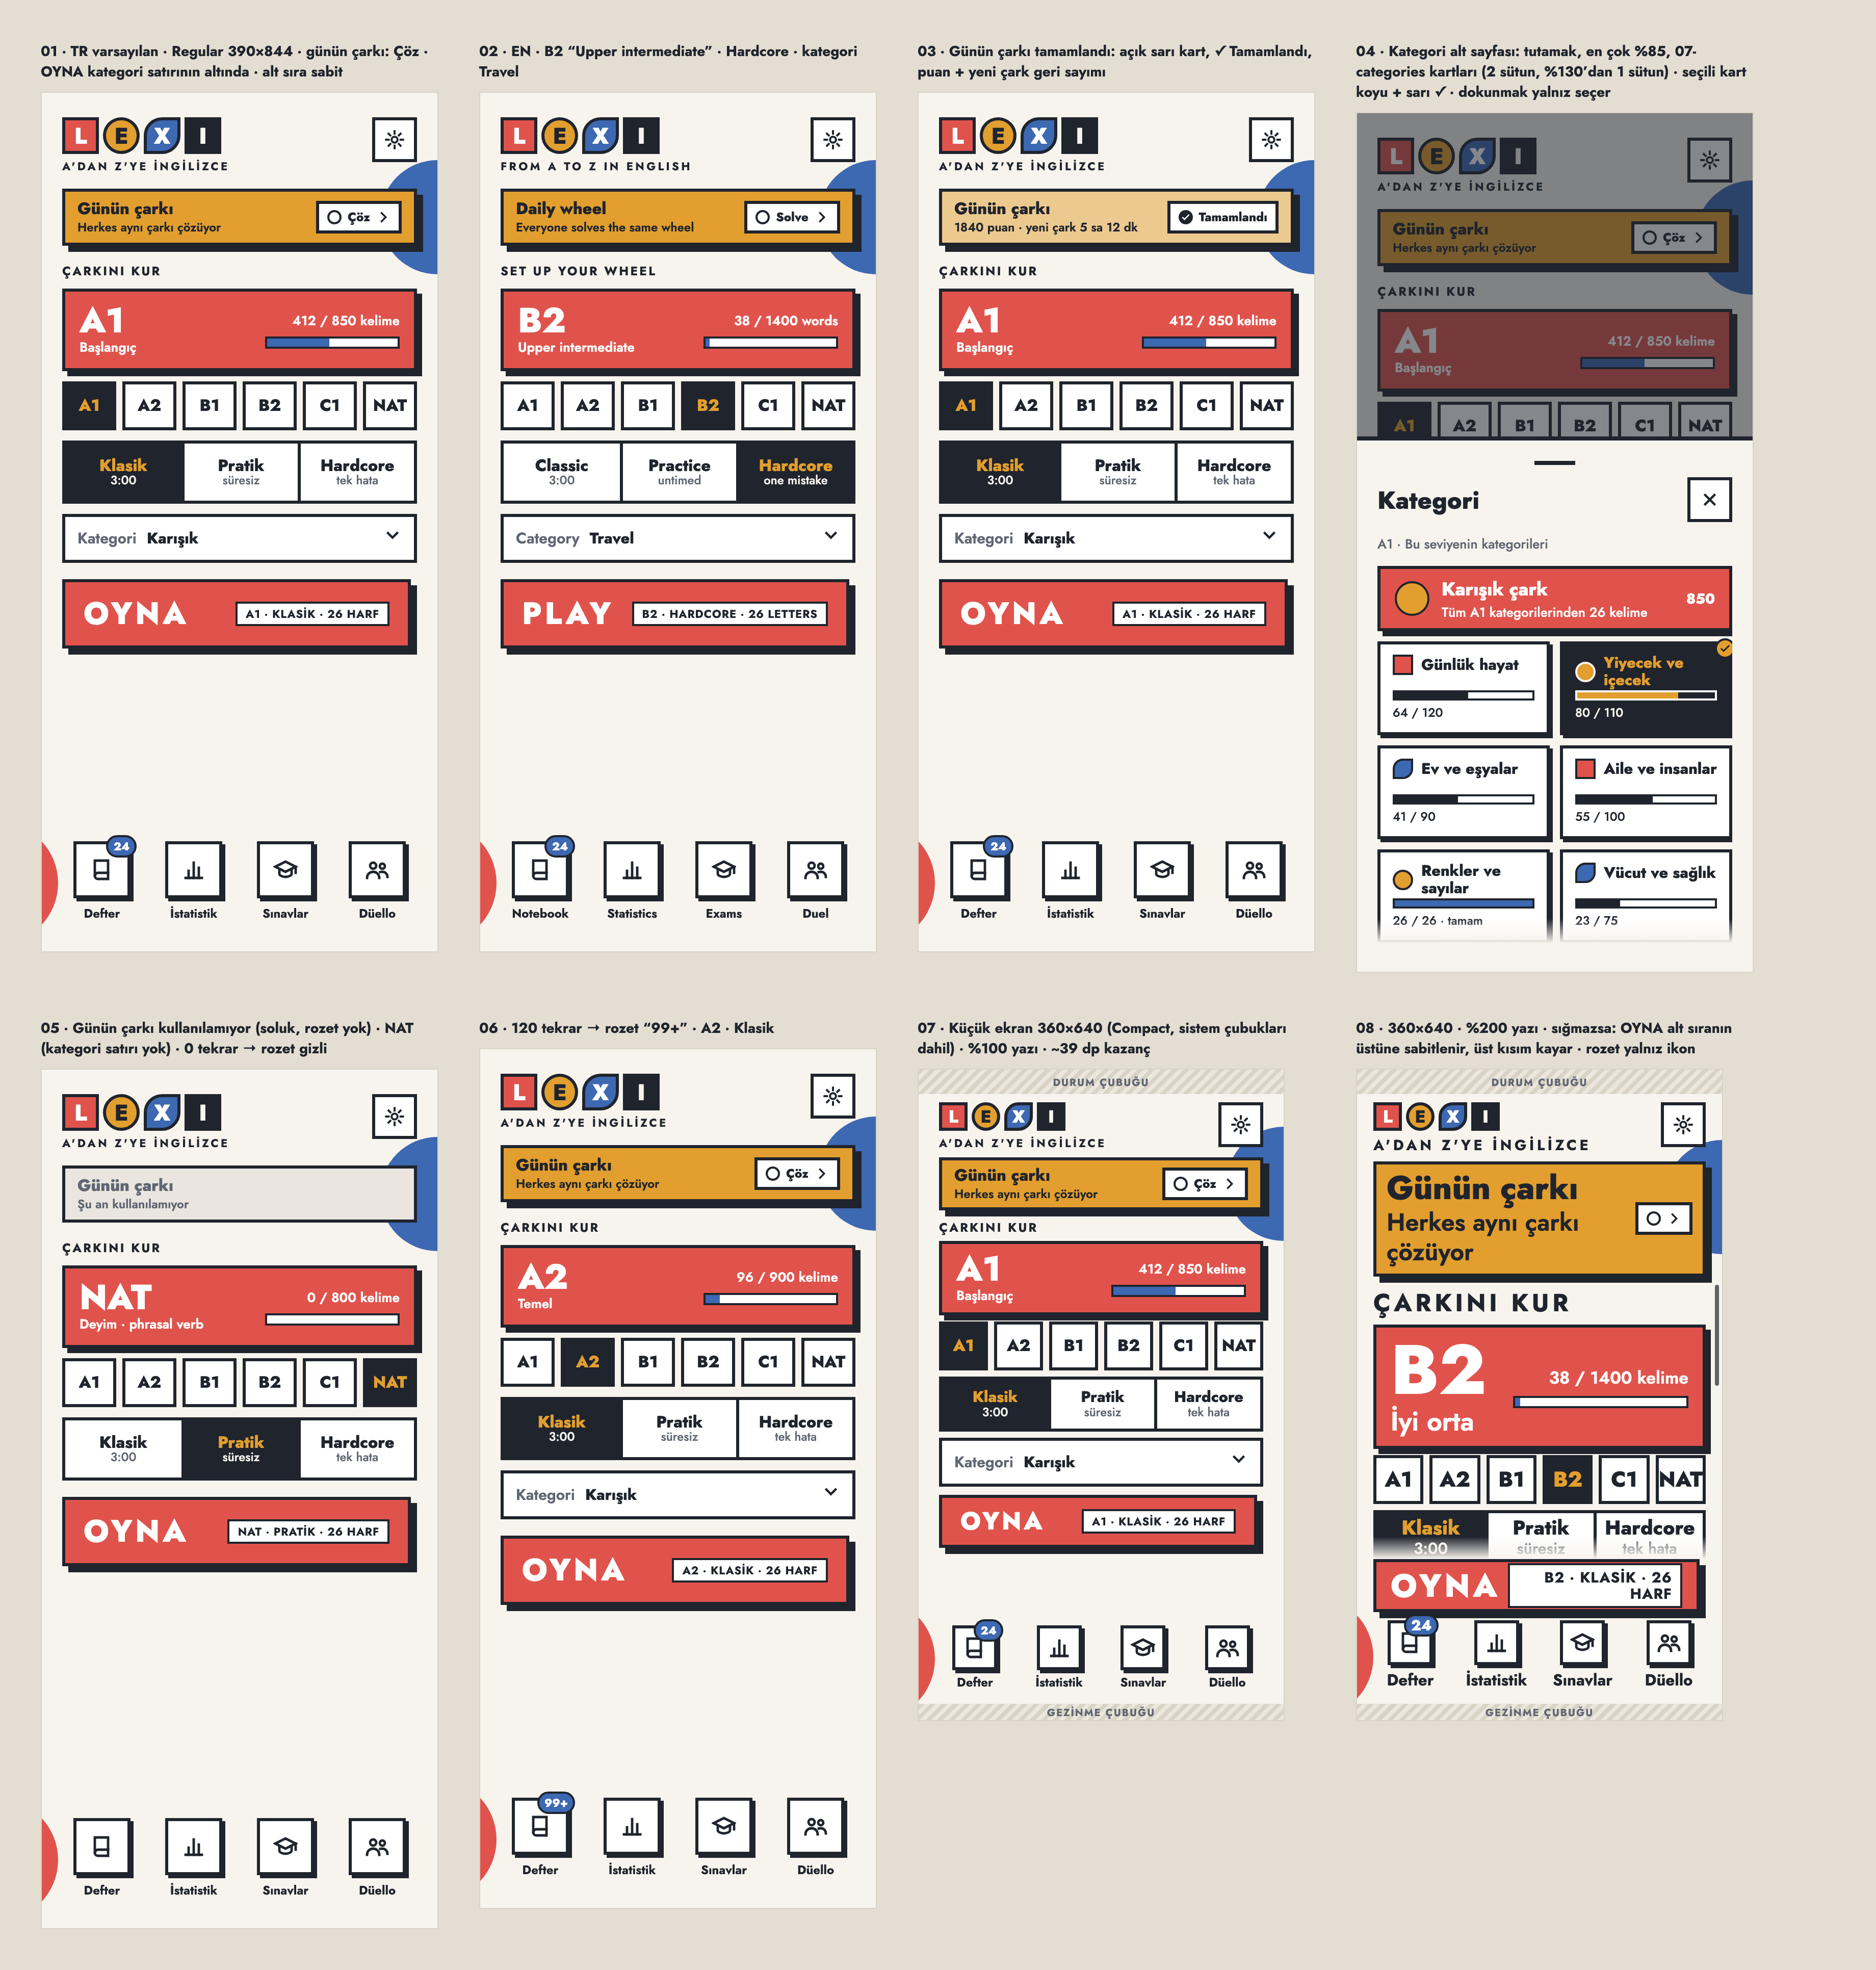 01 · TR varsayılan · Regular 390×844 · günün çarkı: Çöz ·
OYNA kategori satırının altında · alt sıra sabit
L E X I
A'DAN Z'YE İNGİLİZCE
Günün çarkı
Herkes aynı çarkı çözüyor
Çöz
ÇARKINI KUR
A1
Başlangıç
412 / 850 kelime
A1 A2 B1 B2 C1 NAT
Klasik Pratik Hardcore
3:00 süresiz tek hata
Kategori Karışık
OYNA A1 · KLASİK · 26 HARF
24
Defter İstatistik Sınavlar Düello
02 · EN · B2 “Upper intermediate” · Hardcore · kategori
Travel
L E X I
FROM A TO Z IN ENGLISH
Daily wheel
Everyone solves the same wheel
Solve
SET UP YOUR WHEEL
B2
Upper intermediate
38 / 1400 words
A1 A2 B1 B2 C1 NAT
Classic Practice Hardcore
3:00 untimed one mistake
Category Travel
PLAY B2 · HARDCORE · 26 LETTERS
24
Notebook Statistics Exams Duel
03 · Günün çarkı tamamlandı: açık sarı kart, ✓ Tamamlandı,
puan + yeni çark geri sayımı
L E X I
A'DAN Z'YE İNGİLİZCE
Günün çarkı
1840 puan · yeni çark 5 sa 12 dk
Tamamlandı
ÇARKINI KUR
A1
Başlangıç
412 / 850 kelime
A1 A2 B1 B2 C1 NAT
Klasik Pratik Hardcore
3:00 süresiz tek hata
Kategori Karışık
OYNA A1 · KLASİK · 26 HARF
24
Defter İstatistik Sınavlar Düello
04 · Kategori alt sayfası: tutamak, en çok %85, 07-
categories kartları (2 sütun, %130’dan 1 sütun) · seçili kart
koyu + sarı ✓ · dokunmak yalnız seçer
L E X I
A'DAN Z'YE İNGİLİZCE
Günün çarkı
Herkes aynı çarkı çözüyor
Çöz
ÇARKINI KUR
A1
Başlangıç
412 / 850 kelime
A1 A2 B1 B2 C1 NAT
Kategori
A1 · Bu seviyenin kategorileri
Karışık çark
Tüm A1 kategorilerinden 26 kelime
850
Günlük hayat
64 / 120
Yiyecek ve
içecek
80 / 110
Ev ve eşyalar
41 / 90
Aile ve insanlar
55 / 100
Renkler ve
sayılar
26 / 26 · tamam
Vücut ve sağlık
23 / 75
05 · Günün çarkı kullanılamıyor (soluk, rozet yok) · NAT
(kategori satırı yok) · 0 tekrar → rozet gizli
L E X I
A'DAN Z'YE İNGİLİZCE
Günün çarkı
Şu an kullanılamıyor
ÇARKINI KUR
NAT
Deyim · phrasal verb
0 / 800 kelime
A1 A2 B1 B2 C1 NAT
Klasik Pratik Hardcore
3:00 süresiz tek hata
OYNA NAT · PRATİK · 26 HARF
Defter İstatistik Sınavlar Düello
06 · 120 tekrar → rozet “99+” · A2 · Klasik
L E X I
A'DAN Z'YE İNGİLİZCE
Günün çarkı
Herkes aynı çarkı çözüyor
Çöz
ÇARKINI KUR
A2
Temel
96 / 900 kelime
A1 A2 B1 B2 C1 NAT
Klasik Pratik Hardcore
3:00 süresiz tek hata
Kategori Karışık
OYNA A2 · KLASİK · 26 HARF
99+
Defter İstatistik Sınavlar Düello
07 · Küçük ekran 360×640 (Compact, sistem çubukları
dahil) · %100 yazı · ~39 dp kazanç
DURUM ÇUBUĞU
L E X I
A'DAN Z'YE İNGİLİZCE
Günün çarkı
Herkes aynı çarkı çözüyor
Çöz
ÇARKINI KUR
A1
Başlangıç
412 / 850 kelime
A1 A2 B1 B2 C1 NAT
Klasik Pratik Hardcore
3:00 süresiz tek hata
Kategori Karışık
OYNA A1 · KLASİK · 26 HARF
24
Defter İstatistik Sınavlar Düello
GEZİNME ÇUBUĞU
08 · 360×640 · %200 yazı · sığmazsa: OYNA alt sıranın
üstüne sabitlenir, üst kısım kayar · rozet yalnız ikon
DURUM ÇUBUĞU
L E X I
A'DAN Z'YE İNGİLİZCE
Günün çarkı
Herkes aynı çarkı
çözüyor
ÇARKINI KUR
B2
İyi orta
38 / 1400 kelime
A1 A2 B1 B2 C1 NAT
Klasik Pratik Hardcore
3:00 süresiz tek hata
OYNA B2 · KLASİK · 26
HARF
24
Defter İstatistik Sınavlar Düello
GEZİNME ÇUBUĞU